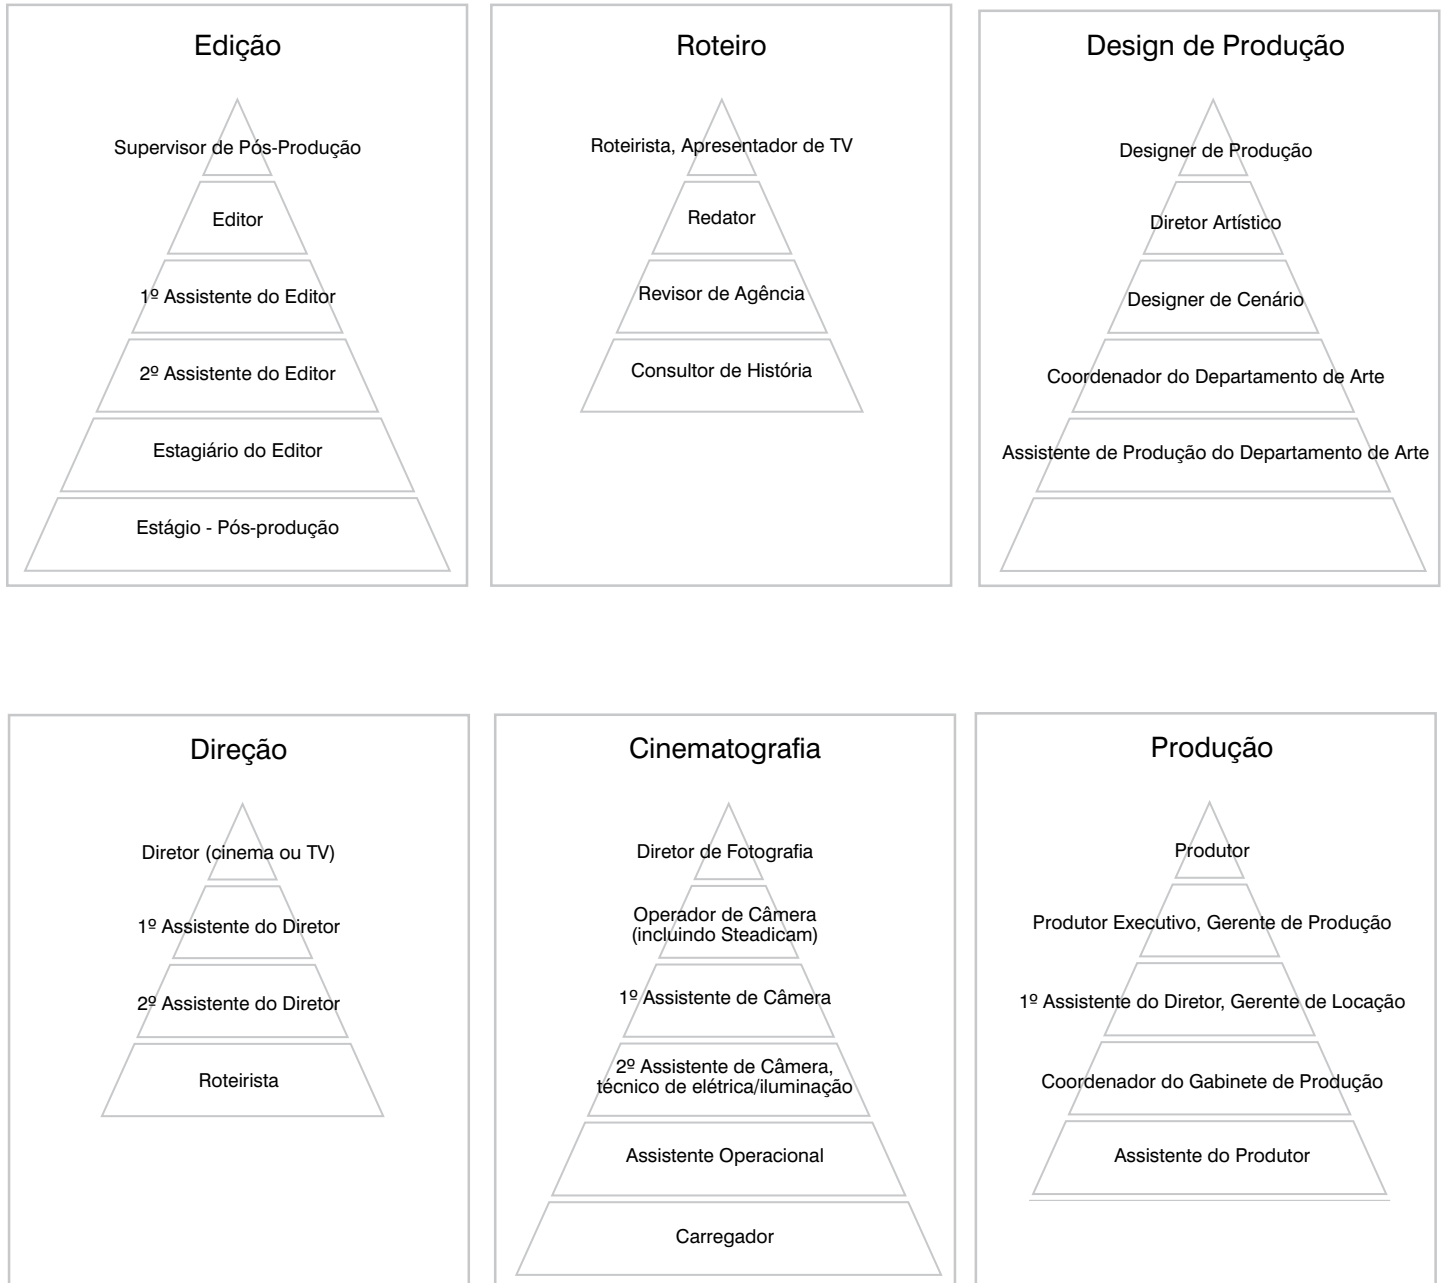 Edição
Supervisor de Pós-Produção
Editor
1º Assistente do Editor
2º Assistente do Editor
Estagiário do Editor
Estágio - Pós-produção
Roteiro
Roteirista, Apresentador de TV
Redator
Revisor de Agência
Consultor de História
Design de Produção
Designer de Produção
Diretor Artístico
Designer de Cenário
Coordenador do Departamento de Arte
Assistente de Produção do Departamento de Arte
Direção
Diretor (cinema ou TV)
1º Assistente do Diretor
2º Assistente do Diretor
Roteirista
Cinematografia
Diretor de Fotografia
Operador de Câmera
(incluindo Steadicam)
1º Assistente de Câmera
2º Assistente de Câmera,
técnico de elétrica/iluminação
Assistente Operacional
Carregador
Produção
Produtor
Produtor Executivo, Gerente de Produção
1º Assistente do Diretor, Gerente de Locação
Coordenador do Gabinete de Produção
Assistente do Produtor